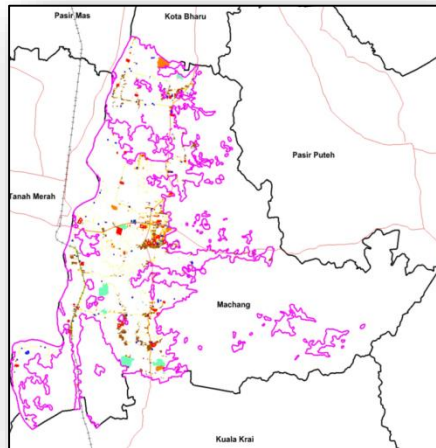 Pasir Mas
Kota Bharu
Pasir Puteh
Tanah Merah
Machang
Kuala Krai